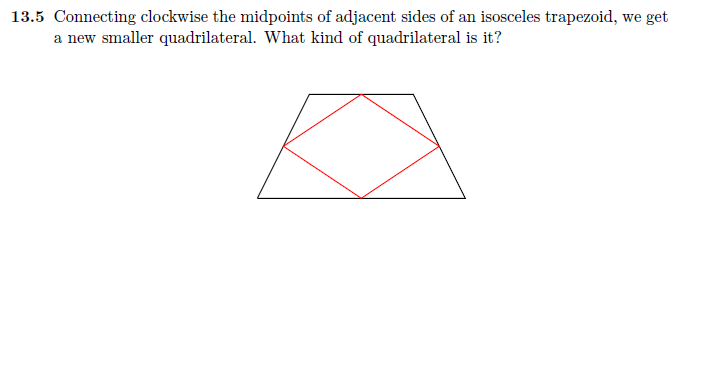 13.5 Connecting clockwise the midpoints of adjacent sides of an isosceles trapezoid, we get
a new smaller quadrilateral. What kind of quadrilateral is it?